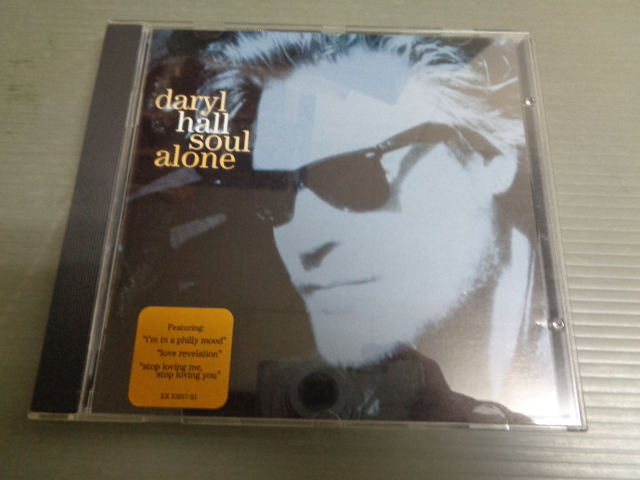 daryl
hall
soul
alone
Featuring:
"i'm in a philly mood"
"love revelation"
"stop loving me,
stop loving you"